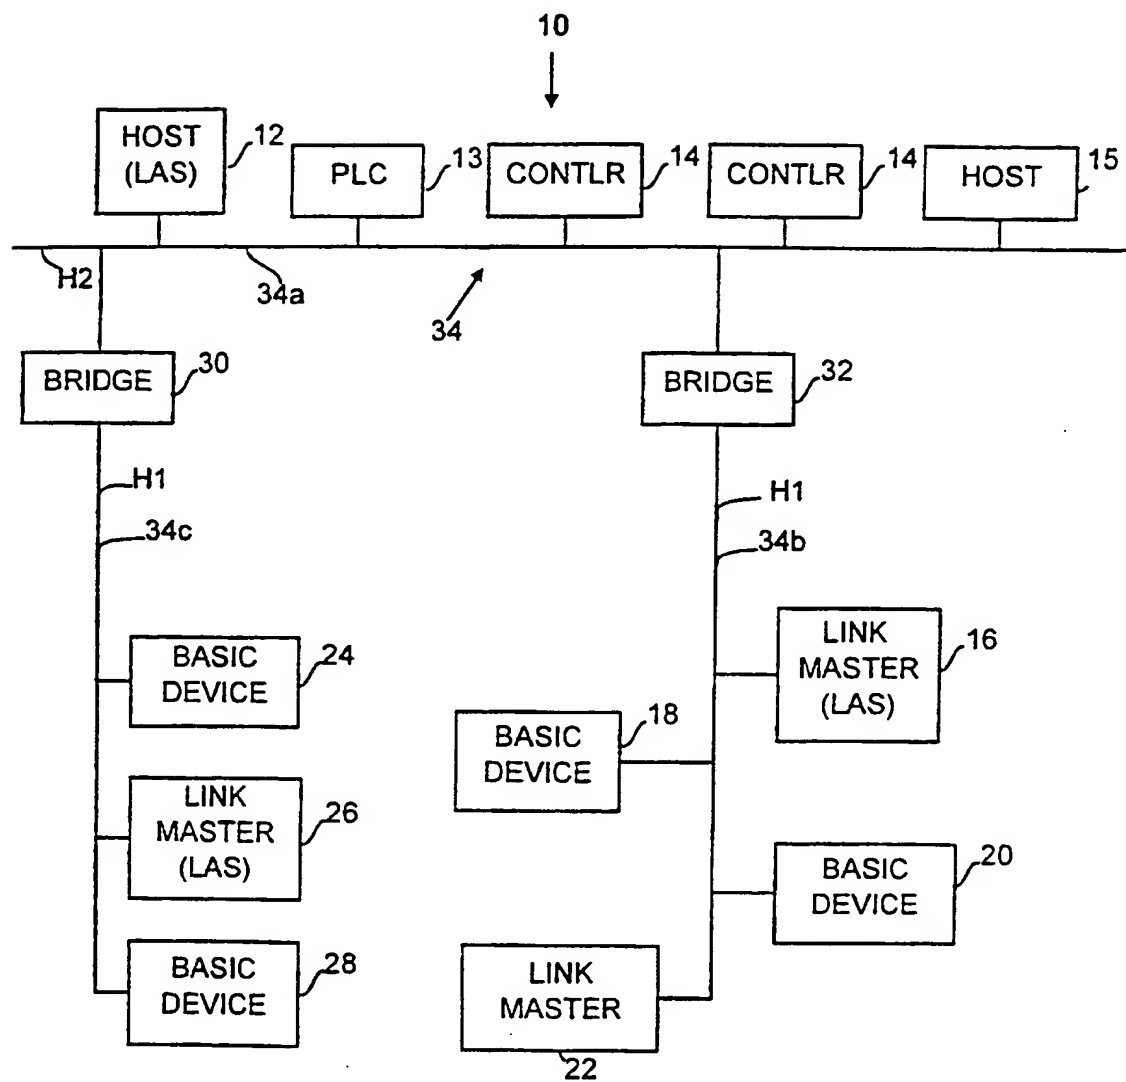 10
HOST
(LAS)
12
PLC
13
CONTLR
14
CONTLR
14
HOST
15
H2
34a
34
BRIDGE
30
BRIDGE
32
H1
34c
H1
34b
BASIC
DEVICE
24
LINK
MASTER
(LAS)
16
BASIC
DEVICE
18
LINK
MASTER
(LAS)
26
BASIC
DEVICE
20
BASIC
DEVICE
28
LINK
MASTER
22